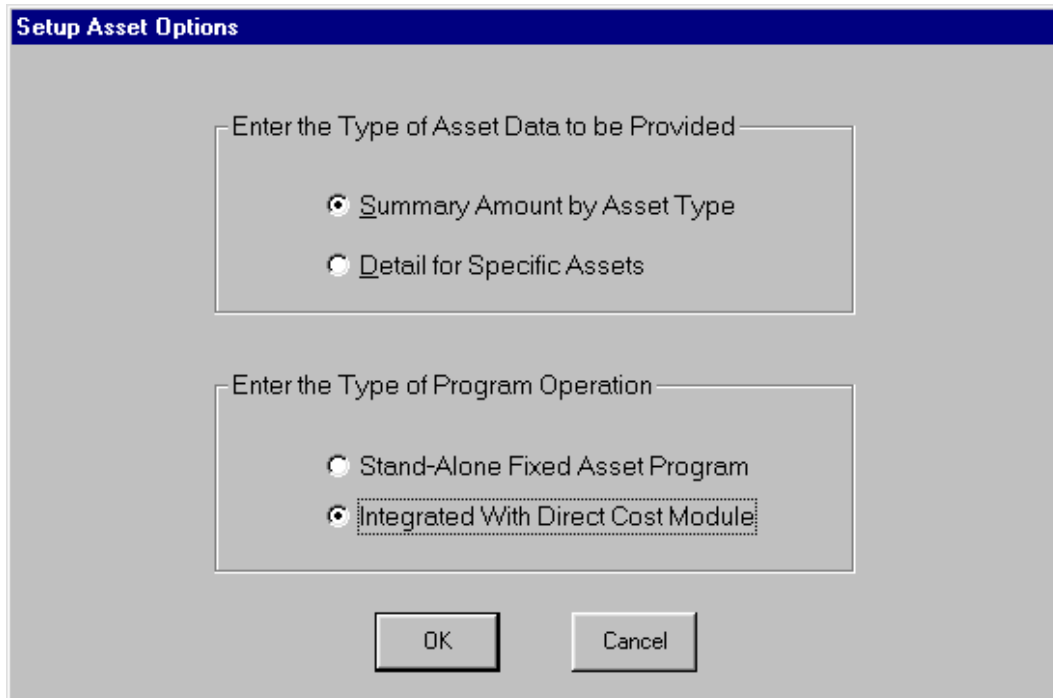 Setup Asset Options
Enter the Type of Asset Data to be Provided
Summary Amount by Asset Type
Detail for Specific Assets
Enter the Type of Program Operation
Stand-Alone Fixed Asset Program
Integrated With Direct Cost Module
OK
Cancel